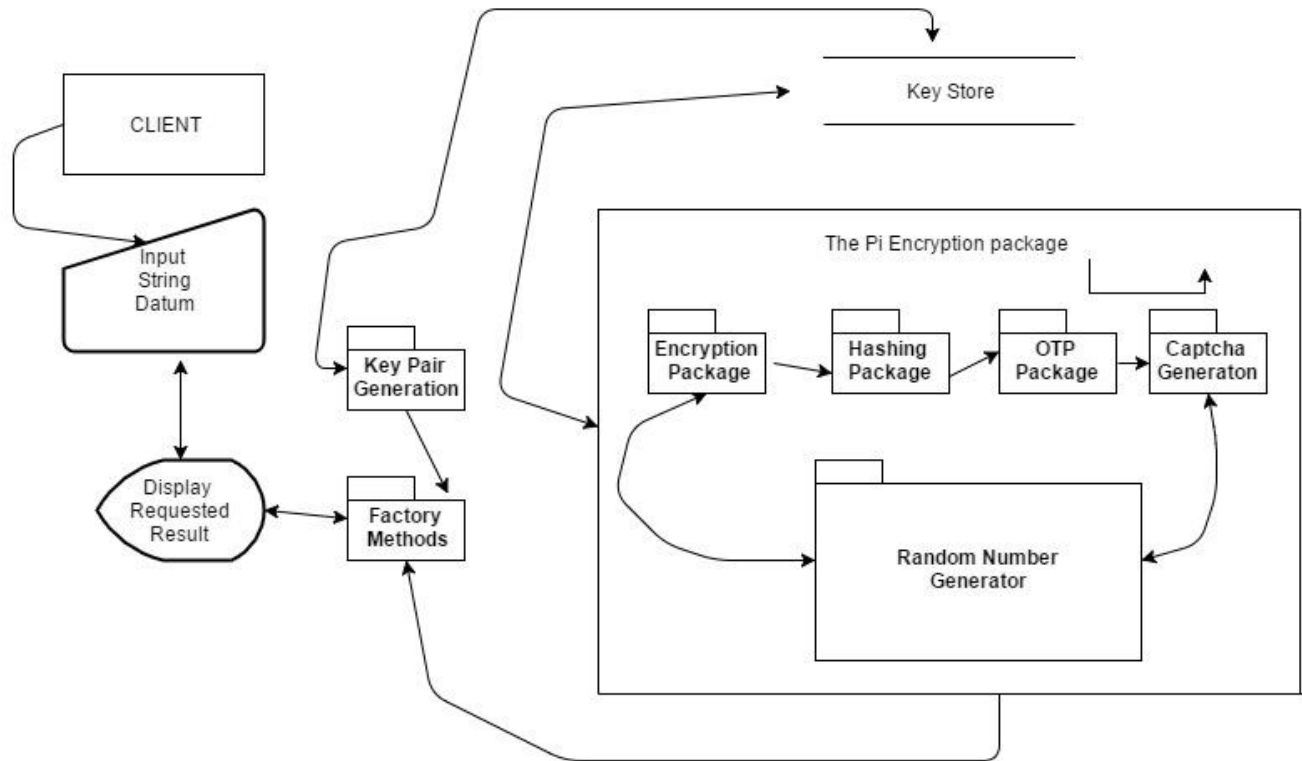 Key Store
CLIENT
Input
String
Datum
The Pi Encryption package
Encryption
Package
Hashing
Package
OTP
Package
Captcha
Generaton
Key Pair
Generation
Display
Requested
Result
Factory
Methods
Random Number
Generator